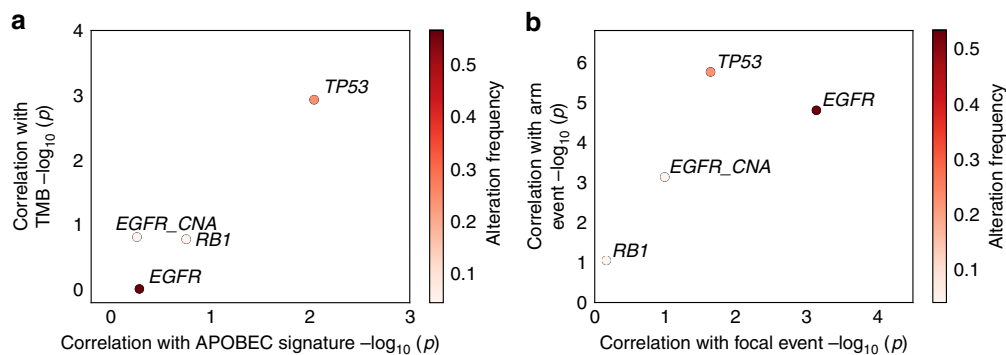 a
4
3
2
1
0
Correlation with
TMB –log10 (p)
TP53
EGFR_CNA
RB1
EGFR
0
1
2
3
Correlation with APOBEC signature –log10 (p)
0.5
0.4
0.3
0.2
0.1
Alteration frequency
b
6
5
4
3
2
1
0
Correlation with arm
event –log10 (p)
TP53
EGFR
EGFR_CNA
RB1
0
1
2
3
4
Correlation with focal event –log10 (p)
0.5
0.4
0.3
0.2
0.1
Alteration frequency